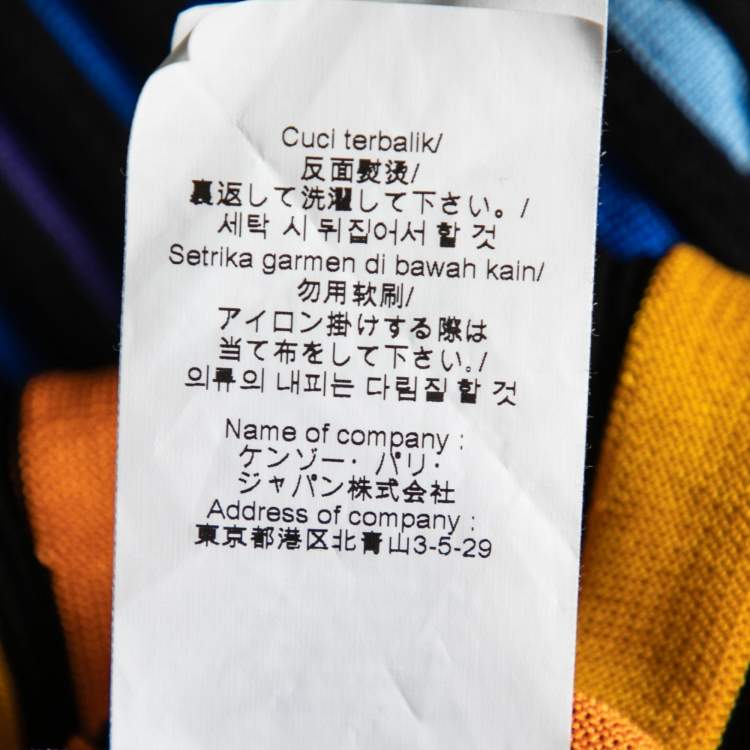 Cuci terbalik/
反面熨烫/
裏返して洗濯して下さい。/
세탁 시 뒤집어서 할 것
Setrika garmen di bawah kain/
勿用软刷/
アイロン掛けする際は
当て布をして下さい。/
의류의 내피는 다림질 할 것
Name of company :
ケンゾー・パリ・
ジャパン株式会社
Address of company :
東京都港区北青山3-5-29